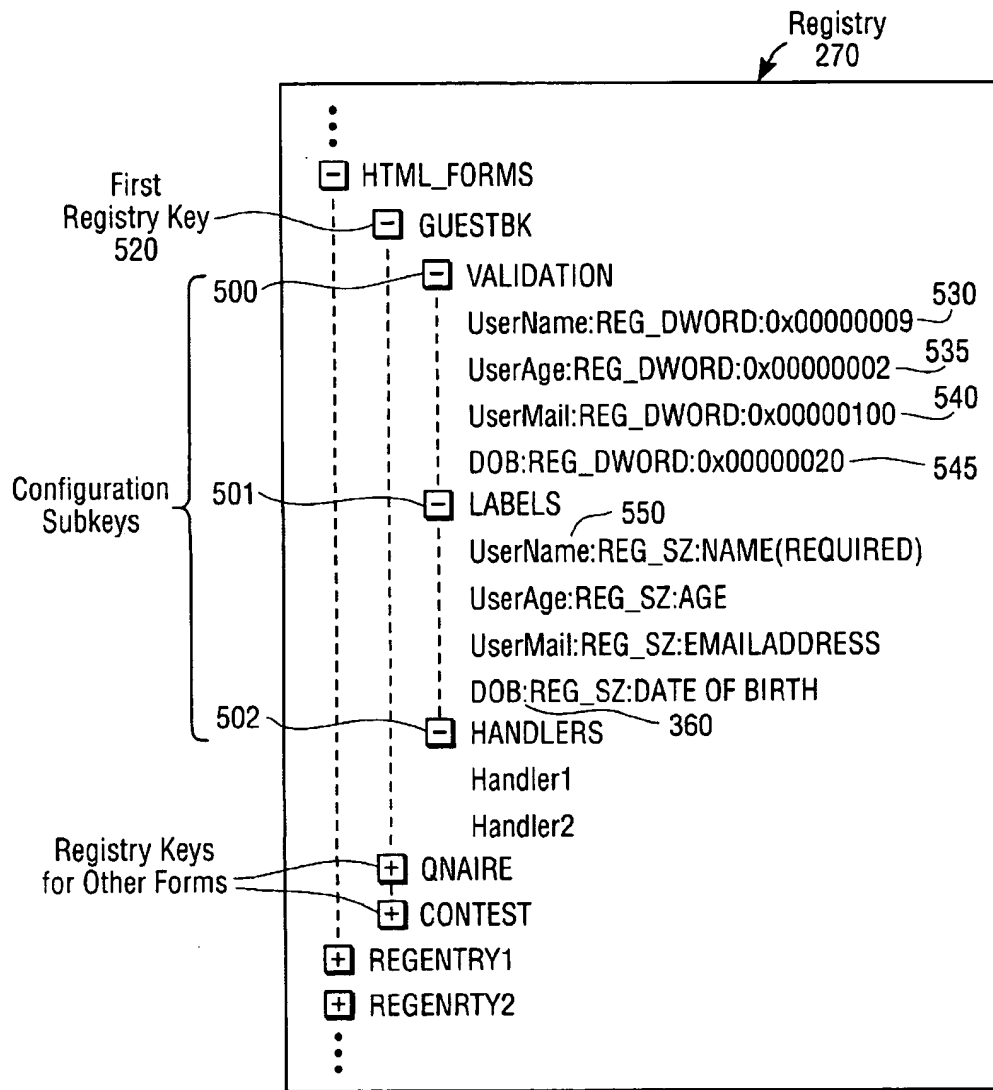 Registry
270
HTML_FORMS
First
Registry Key
520
GUESTBK
500
VALIDATION
UserName:REG_DWORD:0x00000009
530
UserAge:REG_DWORD:0x00000002
535
UserMail:REG_DWORD:0x00000100
540
DOB:REG_DWORD:0x00000020
545
Configuration
Subkeys
501
LABELS
550
UserName:REG_SZ:NAME(REQUIRED)
UserAge:REG_SZ:AGE
UserMail:REG_SZ:EMAILADDRESS
DOB:REG_SZ:DATE OF BIRTH
360
502
HANDLERS
Handler1
Handler2
Registry Keys
for Other Forms
QNAIRE
CONTEST
REGENTRY1
REGENRTY2